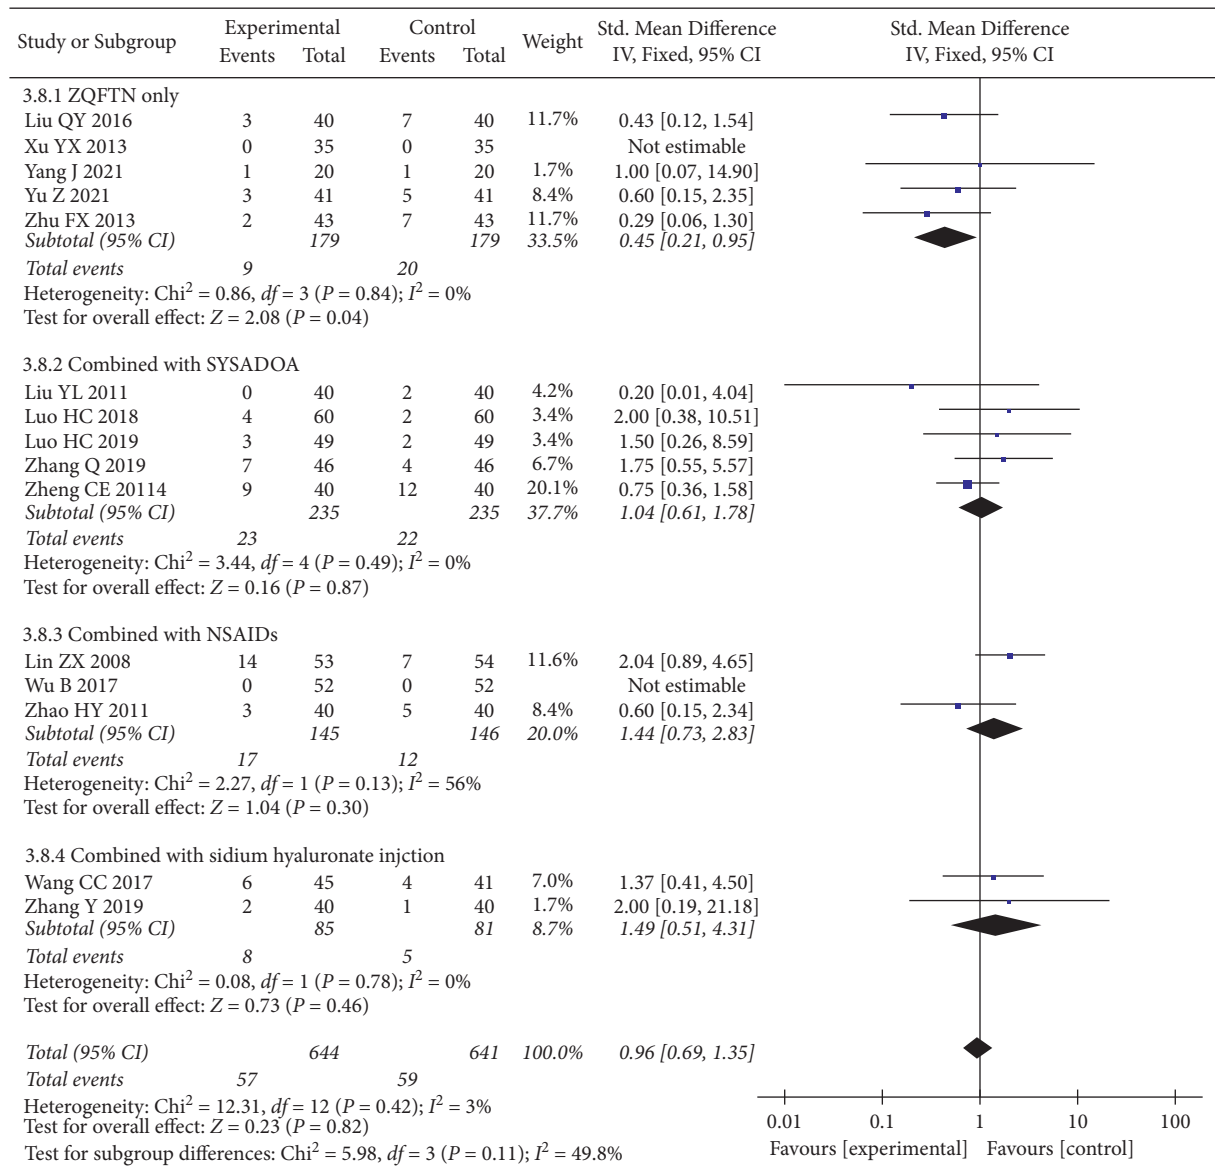 Study or Subgroup Experimental Control Weight Std. Mean Difference Std. Mean Difference
Events Total Events Total IV, Fixed, 95% CI IV, Fixed, 95% CI
3.8.1 ZQFTN only
Liu QY 2016 3 40 7 40 11.7% 0.43 [0.12, 1.54]
Xu YX 2013 0 35 0 35 Not estimable
Yang J 2021 1 20 1 20 1.7% 1.00 [0.07, 14.90]
Yu Z 2021 3 41 5 41 8.4% 0.60 [0.15, 2.35]
Zhu FX 2013 2 43 7 43 11.7% 0.29 [0.06, 1.30]
Subtotal (95% CI) 179 179 33.5% 0.45 [0.21, 0.95]
Total events 9 20
Heterogeneity: Chi² = 0.86, df = 3 (P = 0.84); I² = 0%
Test for overall effect: Z = 2.08 (P = 0.04)
3.8.2 Combined with SYSADOA
Liu YL 2011 0 40 2 40 4.2% 0.20 [0.01, 4.04]
Luo HC 2018 4 60 2 60 3.4% 2.00 [0.38, 10.51]
Luo HC 2019 3 49 2 49 3.4% 1.50 [0.26, 8.59]
Zhang Q 2019 7 46 4 46 6.7% 1.75 [0.55, 5.57]
Zheng CE 20114 9 40 12 40 20.1% 0.75 [0.36, 1.58]
Subtotal (95% CI) 235 235 37.7% 1.04 [0.61, 1.78]
Total events 23 22
Heterogeneity: Chi² = 3.44, df = 4 (P = 0.49); I² = 0%
Test for overall effect: Z = 0.16 (P = 0.87)
3.8.3 Combined with NSAIDs
Lin ZX 2008 14 53 7 54 11.6% 2.04 [0.89, 4.65]
Wu B 2017 0 52 0 52 Not estimable
Zhao HY 2011 3 40 5 40 8.4% 0.60 [0.15, 2.34]
Subtotal (95% CI) 145 146 20.0% 1.44 [0.73, 2.83]
Total events 17 12
Heterogeneity: Chi² = 2.27, df = 1 (P = 0.13); I² = 56%
Test for overall effect: Z = 1.04 (P = 0.30)
3.8.4 Combined with sidium hyaluronate injction
Wang CC 2017 6 45 4 41 7.0% 1.37 [0.41, 4.50]
Zhang Y 2019 2 40 1 40 1.7% 2.00 [0.19, 21.18]
Subtotal (95% CI) 85 81 8.7% 1.49 [0.51, 4.31]
Total events 8 5
Heterogeneity: Chi² = 0.08, df = 1 (P = 0.78); I² = 0%
Test for overall effect: Z = 0.73 (P = 0.46)
Total (95% CI) 644 641 100.0% 0.96 [0.69, 1.35]
Total events 57 59
Heterogeneity: Chi² = 12.31, df = 12 (P = 0.42); I² = 3%
Test for overall effect: Z = 0.23 (P = 0.82)
Test for subgroup differences: Chi² = 5.98, df = 3 (P = 0.11); I² = 49.8%
0.01 0.1 1 10 100
Favours [experimental] Favours [control]